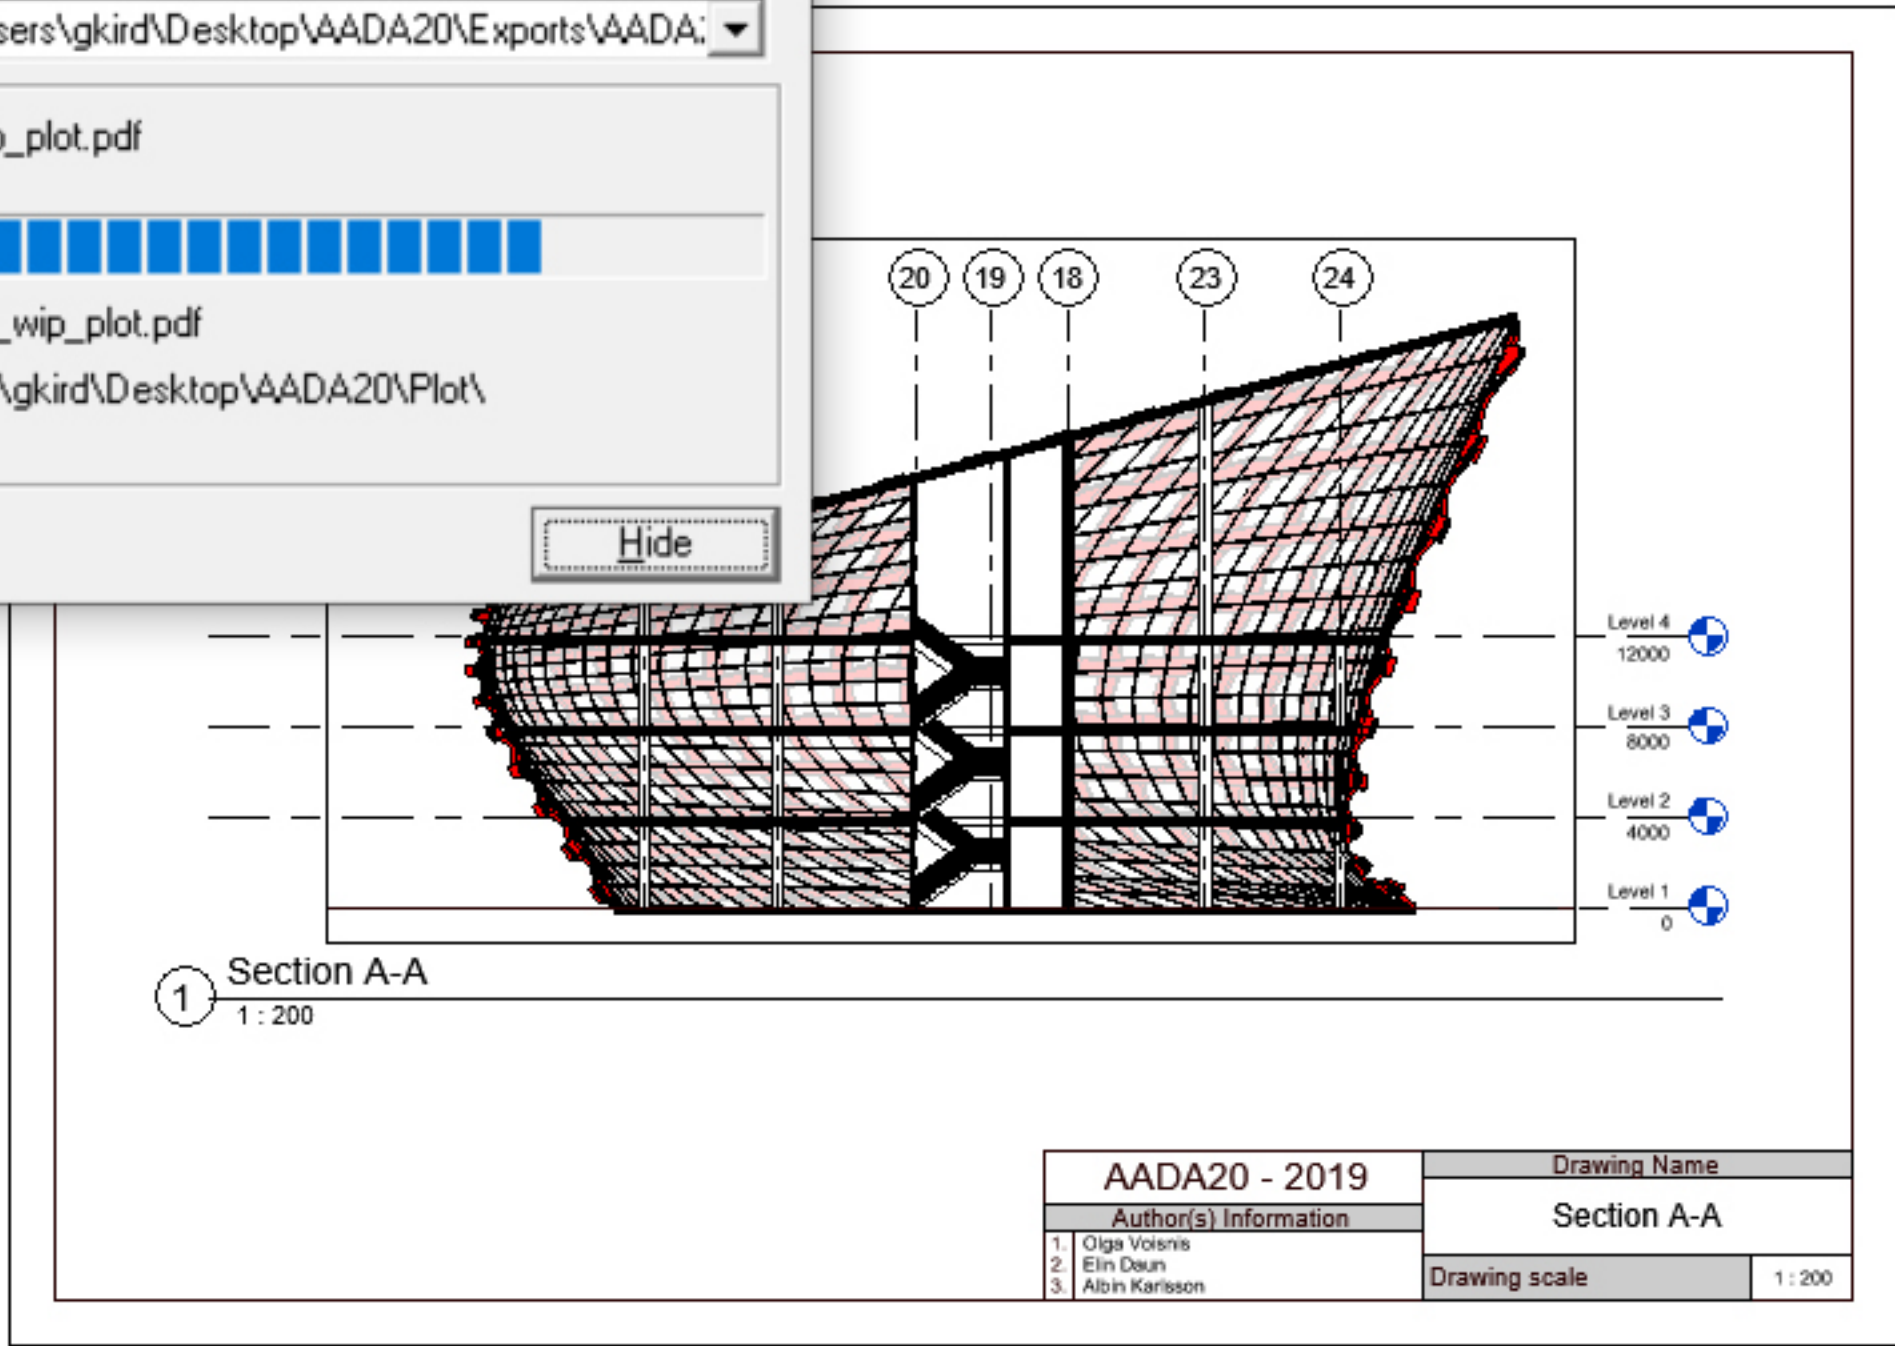 sers\gkird\Desktop\AADA20\Exports\AADA
_plot.pdf
_wip_plot.pdf
\gkird\Desktop\AADA20\Plot\
Hide
20 19 18 23 24
Level 4
12000
Level 3
8000
Level 2
4000
Level 1
0
1
Section A-A
1 : 200
AADA20 - 2019
Author(s) Information
1. Olga Voisnis
2. Elin Daun
3. Albin Karlsson
Drawing Name
Section A-A
Drawing scale
1 : 200